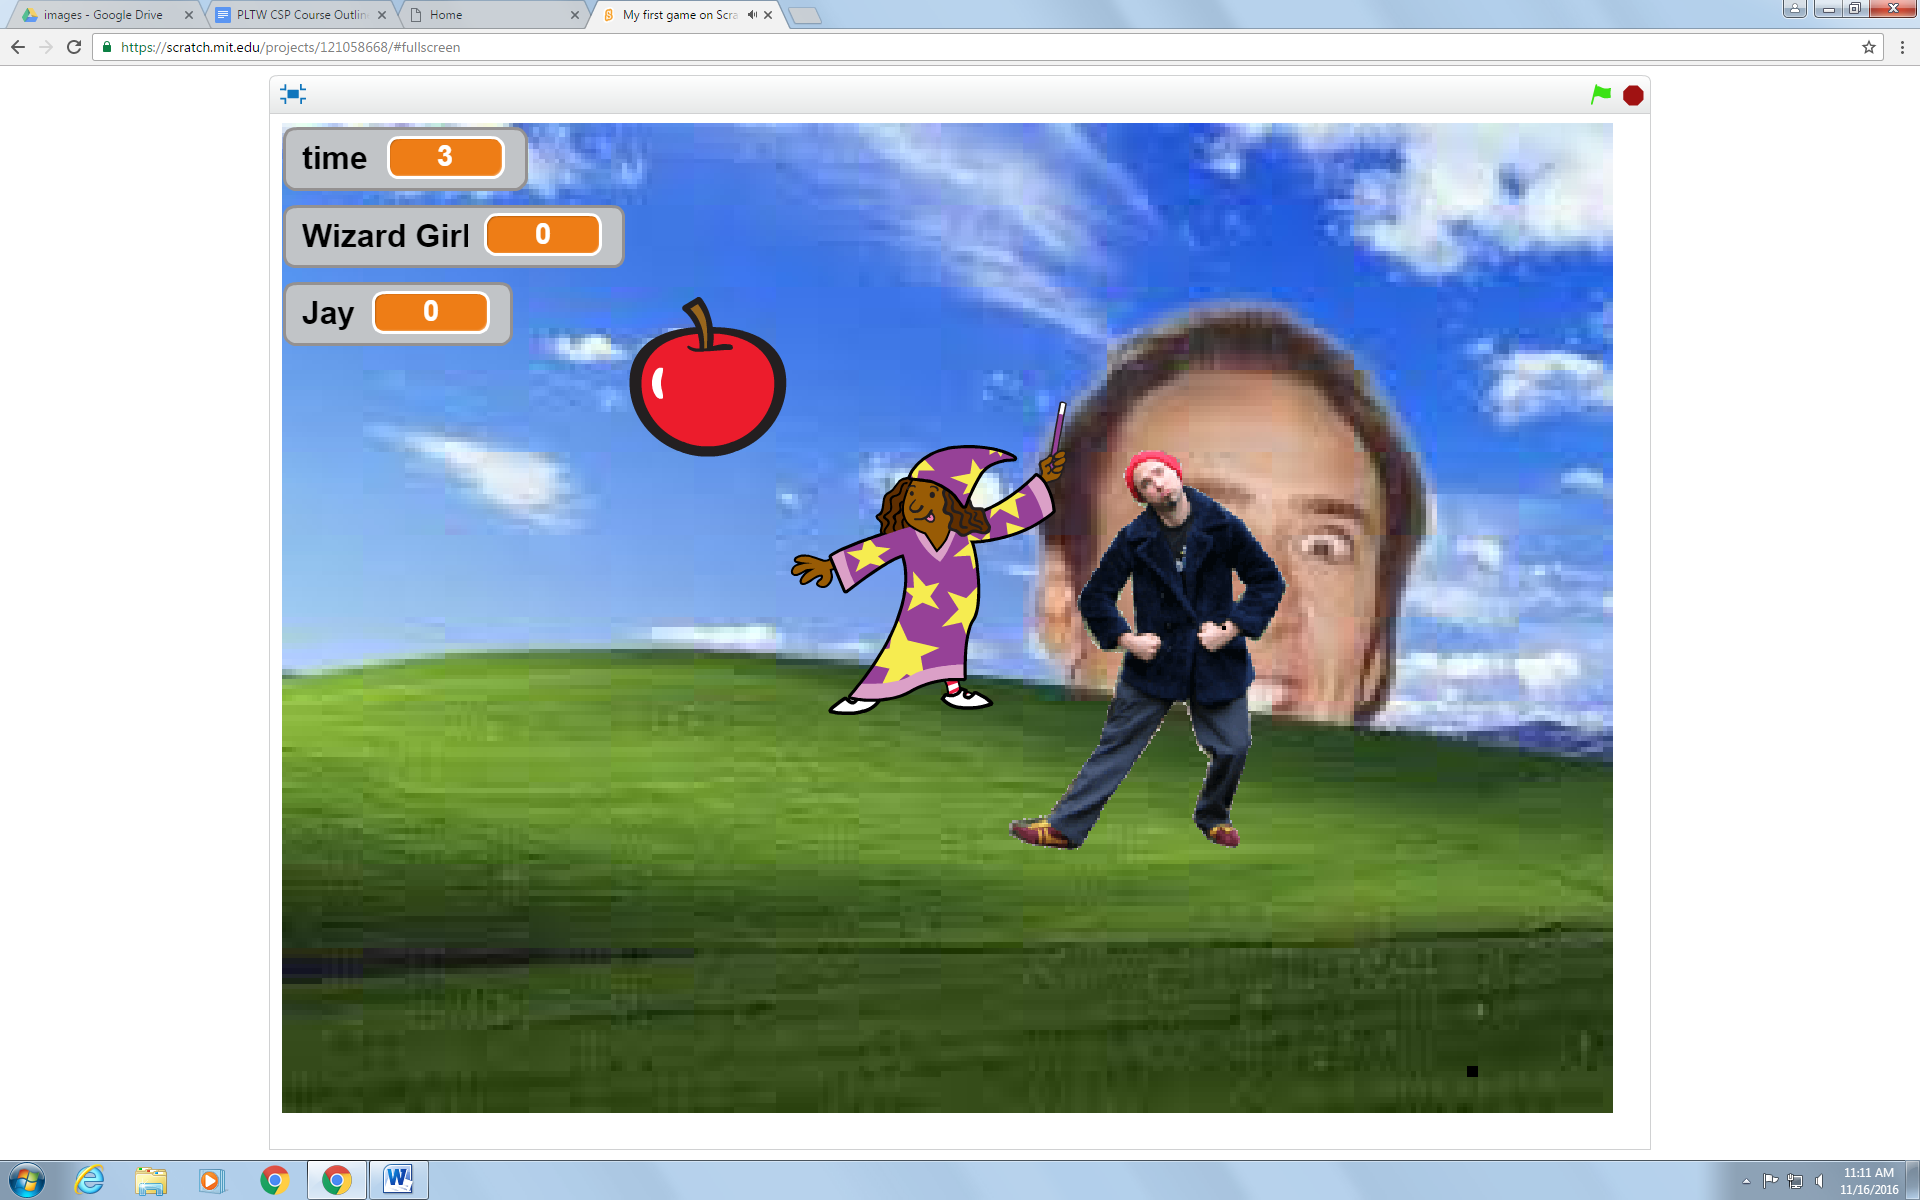 images - Google Drive
PLTW CSP Course Outlin
Home
My first game on Scra
https://scratch.mit.edu/projects/121058668/#fullscreen
time 3
Wizard Girl 0
Jay 0
11:11 AM
11/16/2016